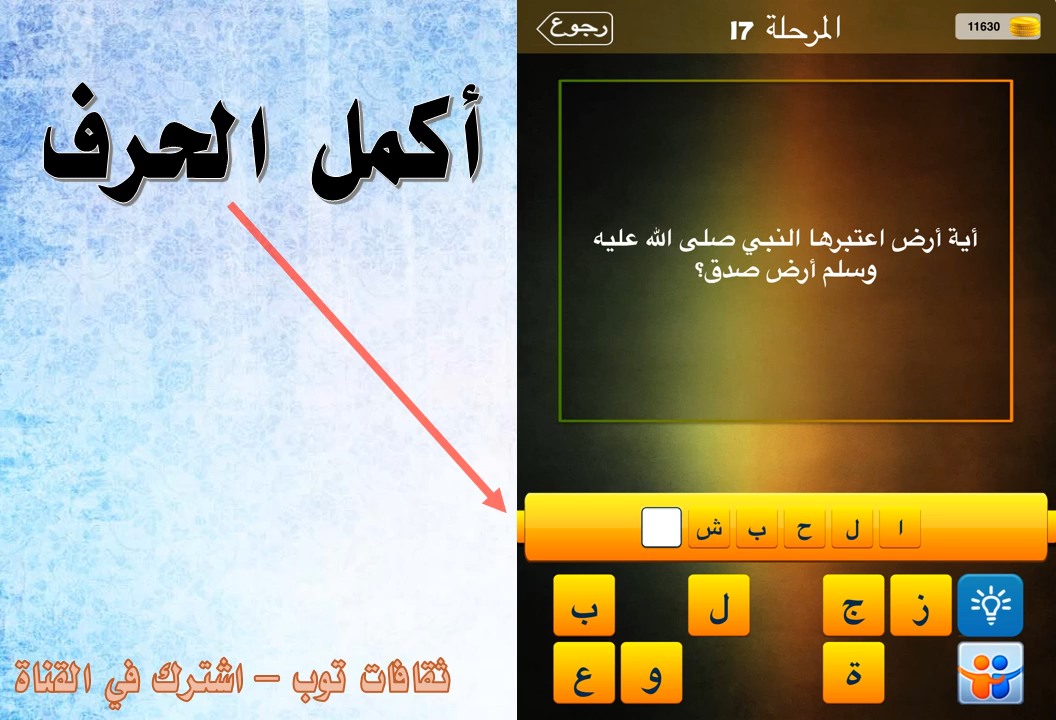 أكمل الحرف
ثقافات توب – اشترك في القناة
رجوع
المرحلة 17
11630
أية أرض اعتبرها النبي صلى الله عليه
وسلم أرض صدق؟
ا ل ح ب ش
ز ج ل ب
ة و ع